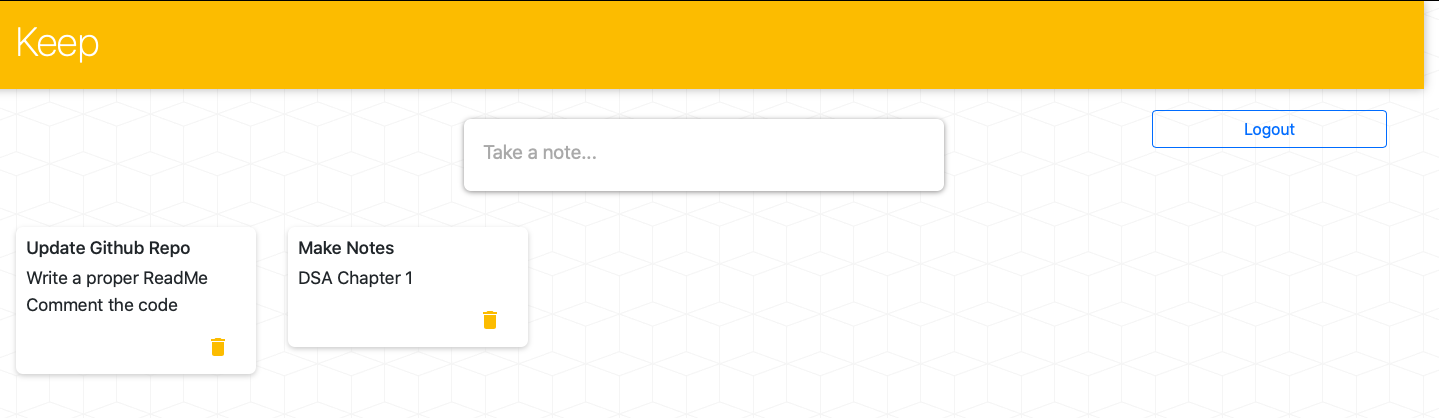 Keep
Logout
Take a note...
Update Github Repo
Write a proper ReadMe
Comment the code
Make Notes
DSA Chapter 1